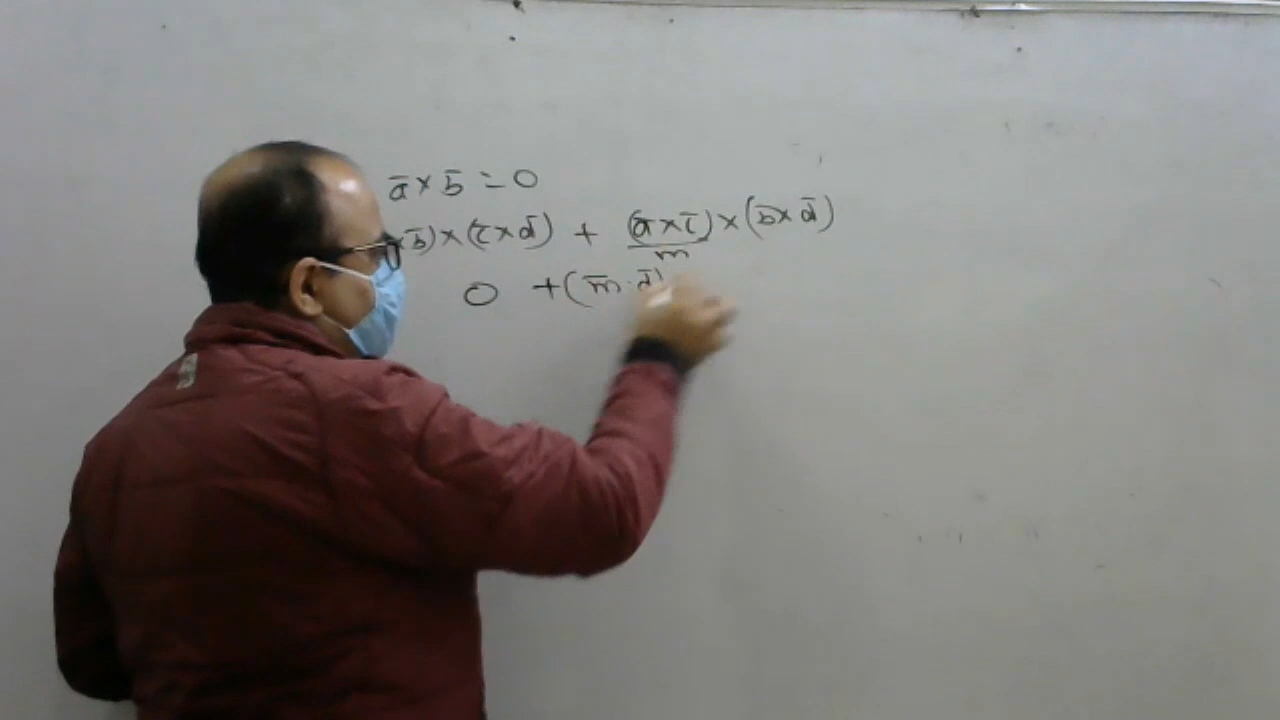 a̅ × b̅ = 0
× b̅) × (c̅ × d̅) + (a̅ × c̅) × (b̅ × d̅)
m
0 + (m̅ · d̅)